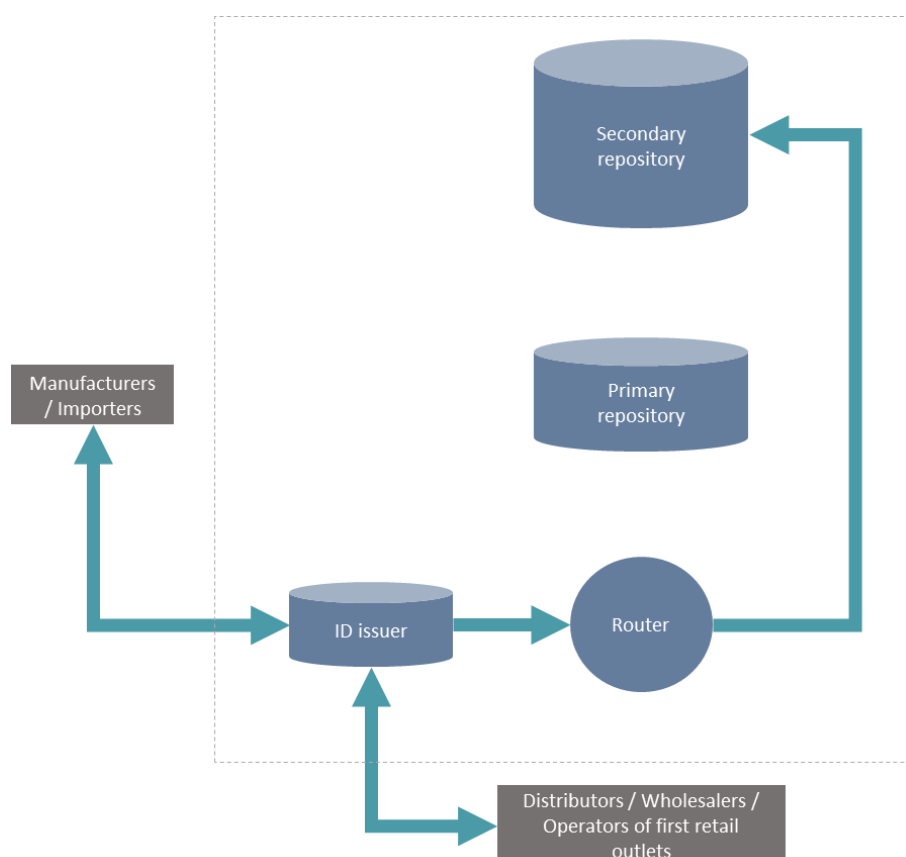 Secondary
repository
Primary
repository
Manufacturers
/ Importers
ID issuer
Router
Distributors / Wholesalers /
Operators of first retail
outlets